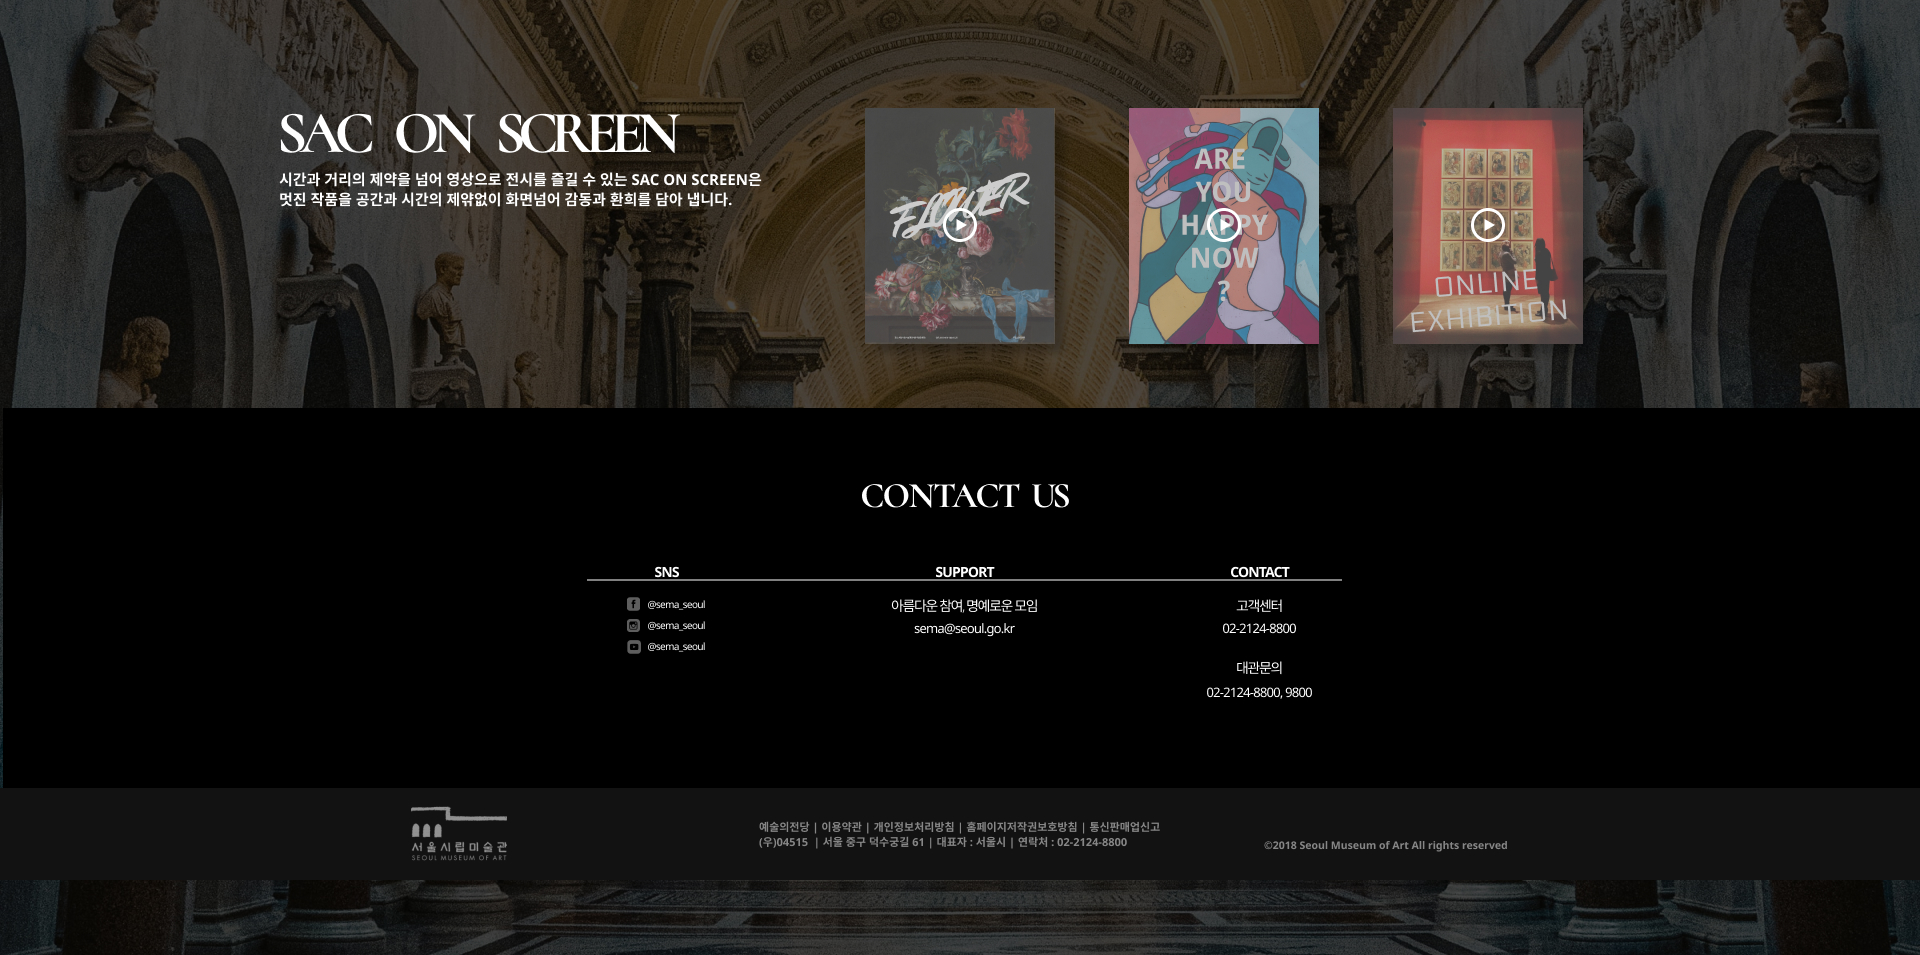 SAC ON SCREEN
시간과 거리의 제약을 넘어 영상으로 전시를 즐길 수 있는 SAC ON SCREEN은
멋진 작품을 공간과 시간의 제약없이 화면넘어 감동과 환희를 담아 냅니다.
FLOWER
ARE
YOU
HAPPY
NOW
?
ONLINE
EXHIBITION
CONTACT US
SNS
@sema_seoul
@sema_seoul
@sema_seoul
SUPPORT
아름다운 참여, 명예로운 모임
sema@seoul.go.kr
CONTACT
고객센터
02-2124-8800
대관문의
02-2124-8800, 9800
서울시립미술관
SEOUL MUSEUM OF ART
예술의전당 | 이용약관 | 개인정보처리방침 | 홈페이지저작권보호방침 | 통신판매업신고
(우)04515 | 서울 중구 덕수궁길 61 | 대표자 : 서울시 | 연락처 : 02-2124-8800
©2018 Seoul Museum of Art All rights reserved